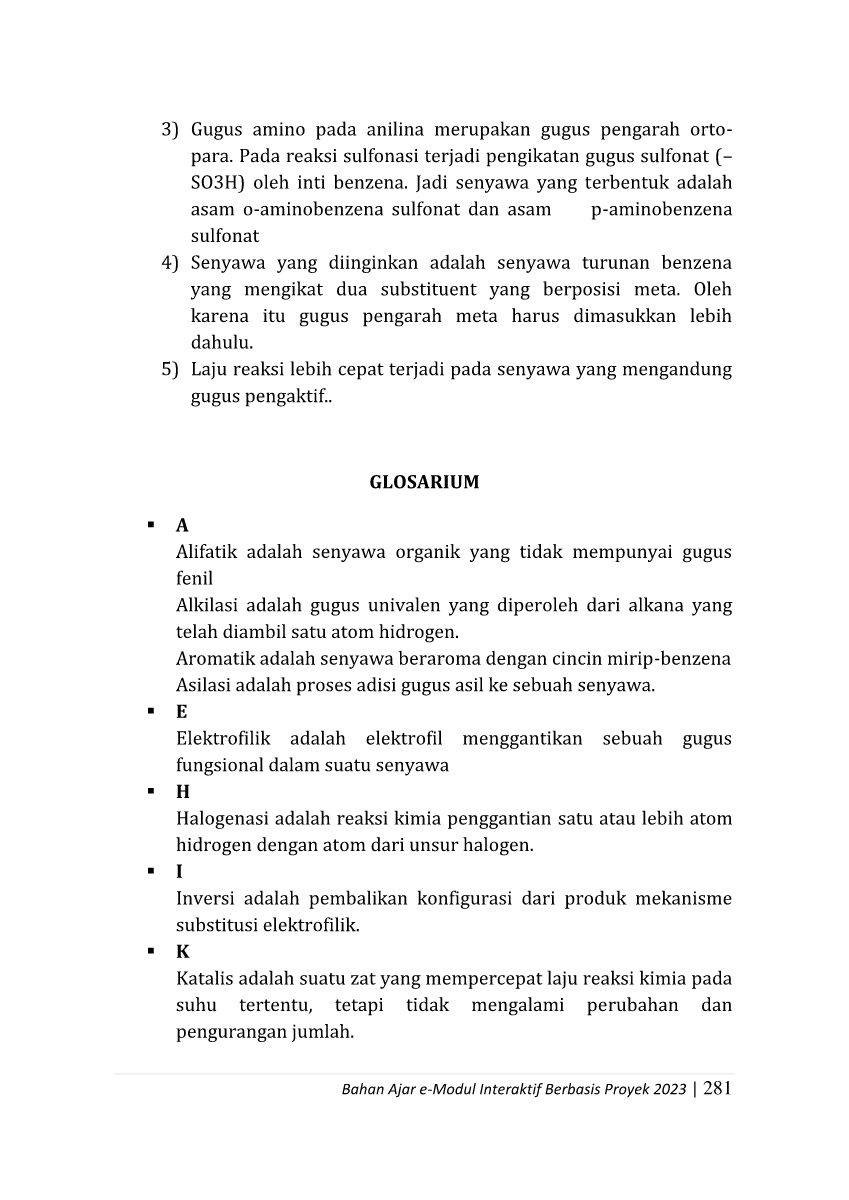 3) Gugus amino pada anilina merupakan gugus pengarah orto-
para. Pada reaksi sulfonasi terjadi pengikatan gugus sulfonat (–
SO3H) oleh inti benzena. Jadi senyawa yang terbentuk adalah
asam o-aminobenzena sulfonat dan asam p-aminobenzena
sulfonat
4) Senyawa yang diinginkan adalah senyawa turunan benzena
yang mengikat dua substituent yang berposisi meta. Oleh
karena itu gugus pengarah meta harus dimasukkan lebih
dahulu.
5) Laju reaksi lebih cepat terjadi pada senyawa yang mengandung
gugus pengaktif..
GLOSARIUM
▪ A
Alifatik adalah senyawa organik yang tidak mempunyai gugus
fenil
Alkilasi adalah gugus univalen yang diperoleh dari alkana yang
telah diambil satu atom hidrogen.
Aromatik adalah senyawa beraroma dengan cincin mirip-benzena
Asilasi adalah proses adisi gugus asil ke sebuah senyawa.
▪ E
Elektrofilik adalah elektrofil menggantikan sebuah gugus
fungsional dalam suatu senyawa
▪ H
Halogenasi adalah reaksi kimia penggantian satu atau lebih atom
hidrogen dengan atom dari unsur halogen.
▪ I
Inversi adalah pembalikan konfigurasi dari produk mekanisme
substitusi elektrofilik.
▪ K
Katalis adalah suatu zat yang mempercepat laju reaksi kimia pada
suhu tertentu, tetapi tidak mengalami perubahan dan
pengurangan jumlah.
Bahan Ajar e-Modul Interaktif Berbasis Proyek 2023 | 281